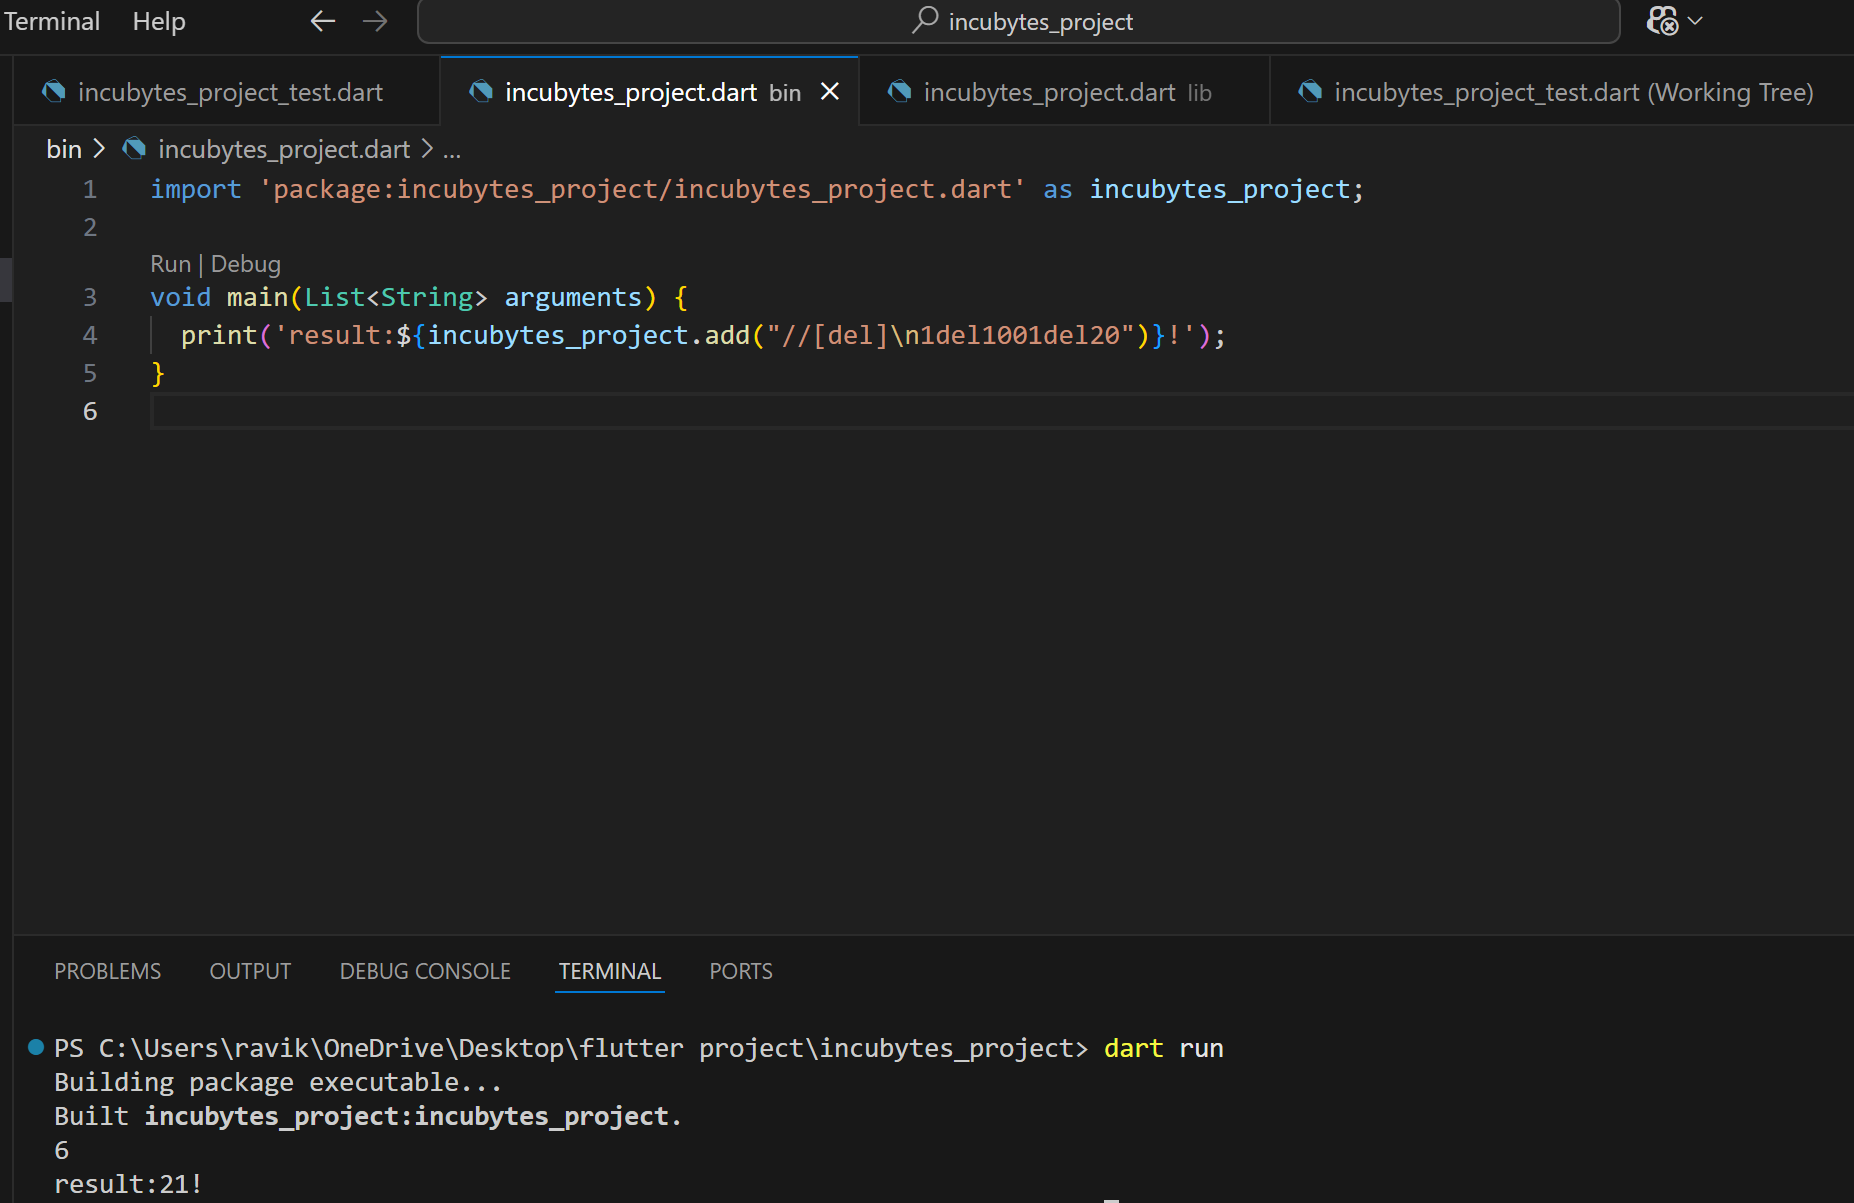 Terminal Help incubytes_project
incubytes_project_test.dart incubytes_project.dart bin incubytes_project.dart lib incubytes_project_test.dart (Working Tree)
bin > incubytes_project.dart > ...
1 import 'package:incubytes_project/incubytes_project.dart' as incubytes_project;
2
Run | Debug
3 void main(List<String> arguments) {
4   print('result:${incubytes_project.add("//[del]\n1del1001del20")}!');
5 }
6
PROBLEMS OUTPUT DEBUG CONSOLE TERMINAL PORTS
PS C:\Users\ravik\OneDrive\Desktop\flutter project\incubytes_project> dart run
Building package executable...
Built incubytes_project:incubytes_project.
6
result:21!